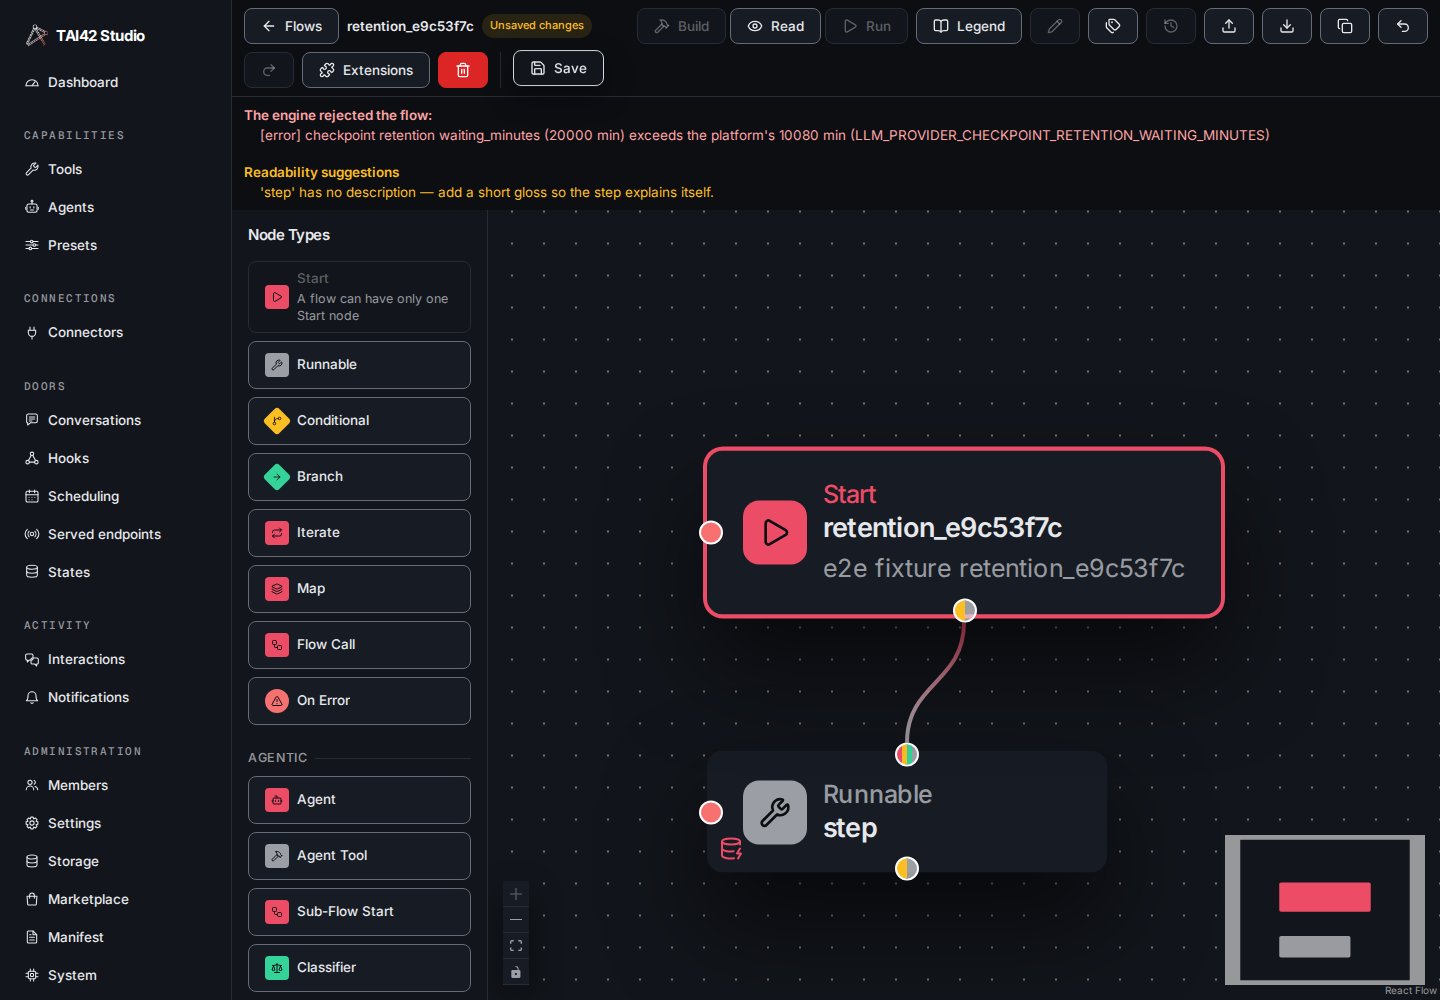 TAI42 Studio
Dashboard
CAPABILITIES
Tools
Agents
Presets
CONNECTIONS
Connectors
DOORS
Conversations
Hooks
Scheduling
Served endpoints
States
ACTIVITY
Interactions
Notifications
ADMINISTRATION
Members
Settings
Storage
Marketplace
Manifest
System
Flows
retention_e9c53f7c
Unsaved changes
Build
Read
Run
Legend
Extensions
Save
The engine rejected the flow:
[error] checkpoint retention waiting_minutes (20000 min) exceeds the platform's 10080 min (LLM_PROVIDER_CHECKPOINT_RETENTION_WAITING_MINUTES)
Readability suggestions
'step' has no description — add a short gloss so the step explains itself.
Node Types
Start
A flow can have only one
Start node
Runnable
Conditional
Branch
Iterate
Map
Flow Call
On Error
AGENTIC
Agent
Agent Tool
Sub-Flow Start
Classifier
Start
retention_e9c53f7c
e2e fixture retention_e9c53f7c
Runnable
step
React Flow